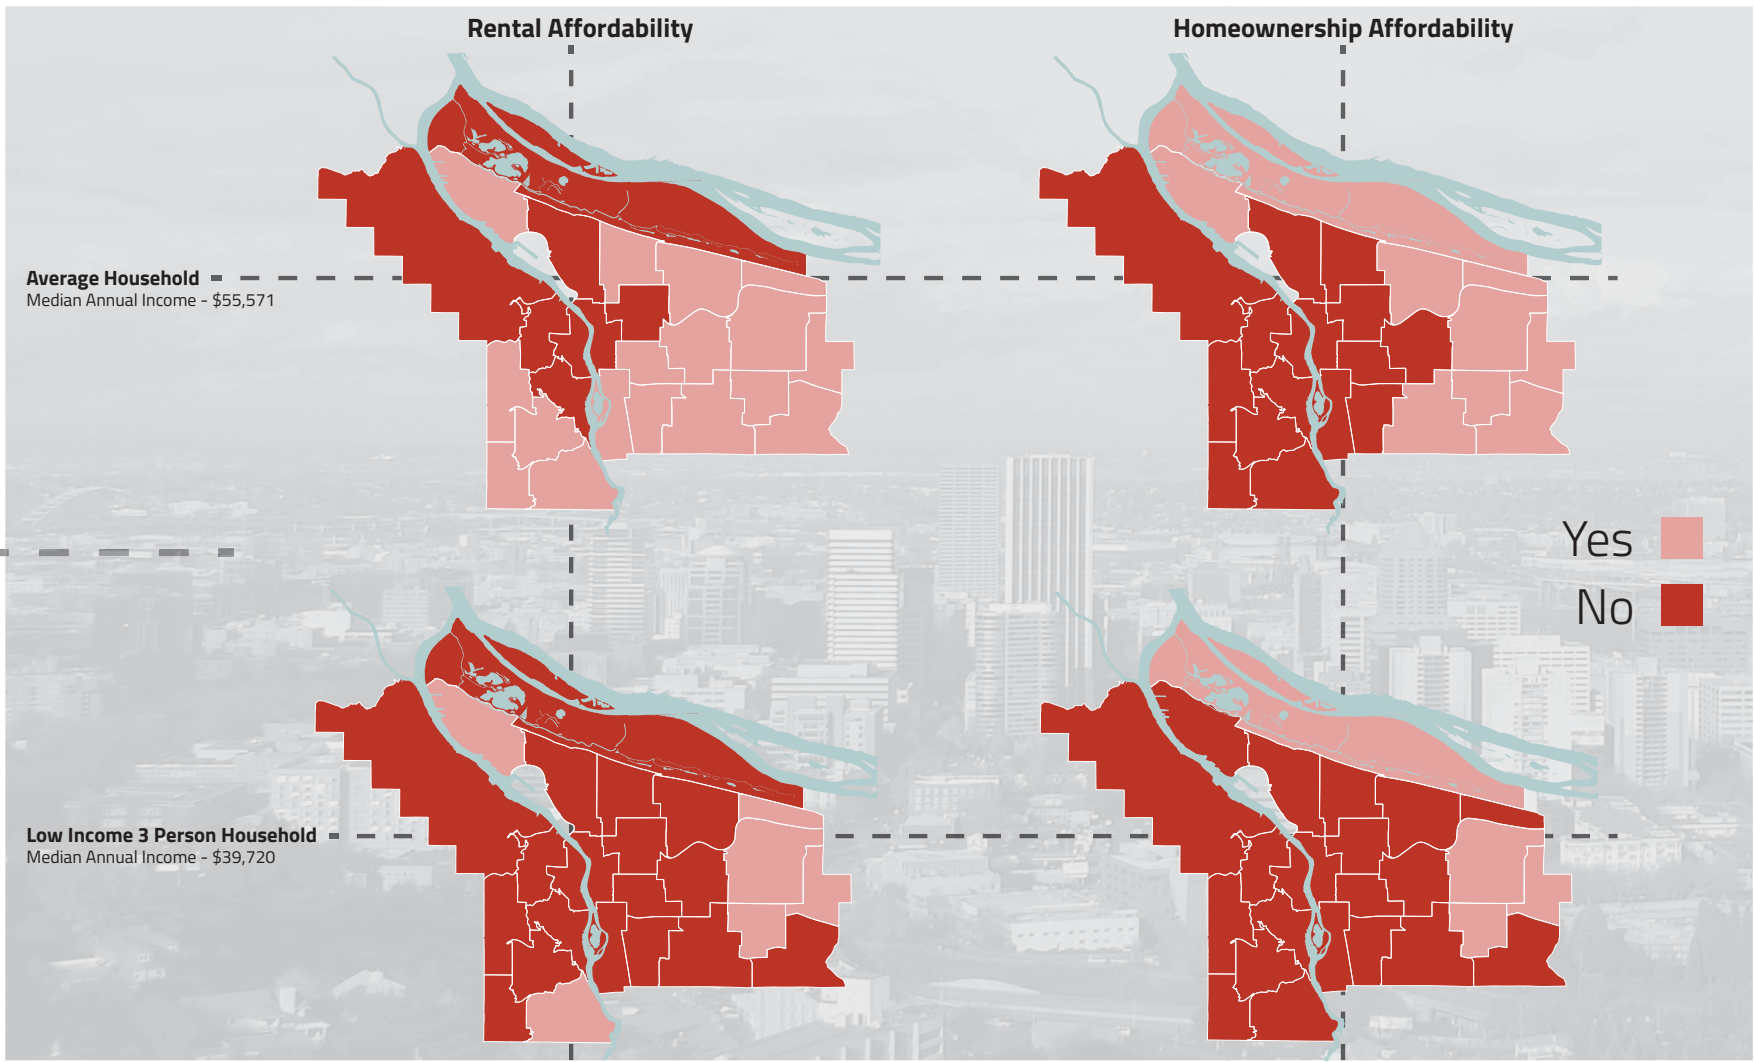 Rental Affordability
Homeownership Affordability
Average Household
Median Annual Income - $55,571
Yes
No
Low Income 3 Person Household
Median Annual Income - $39,720